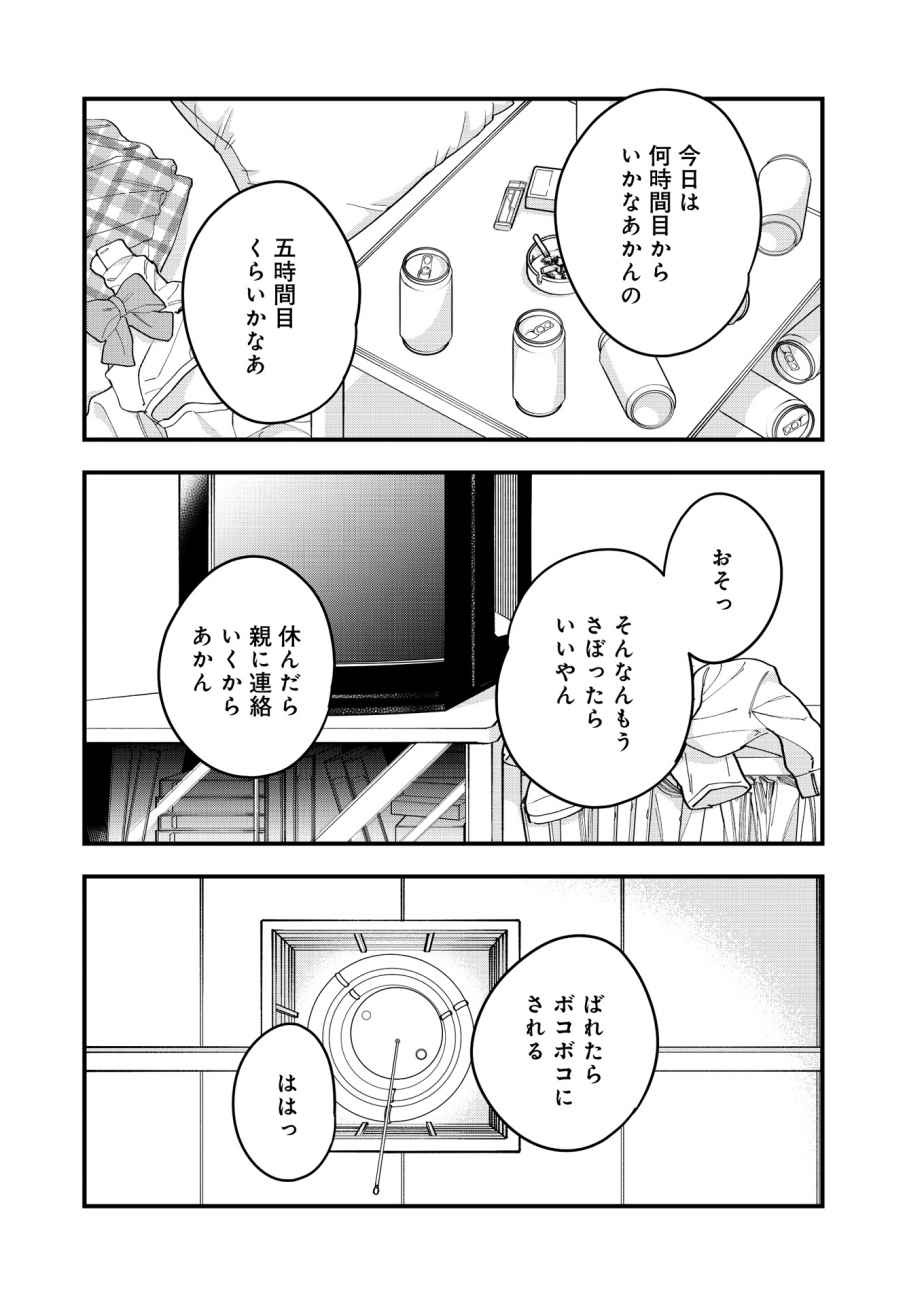 今日は
何時間目から
いかなあかんの
五時間目
くらいかなあ
おそっ
そんなんもう
さぼったら
いいやん
休んだら
親に連絡
いくから
あかん
ばれたら
ボコボコに
される
ははっ